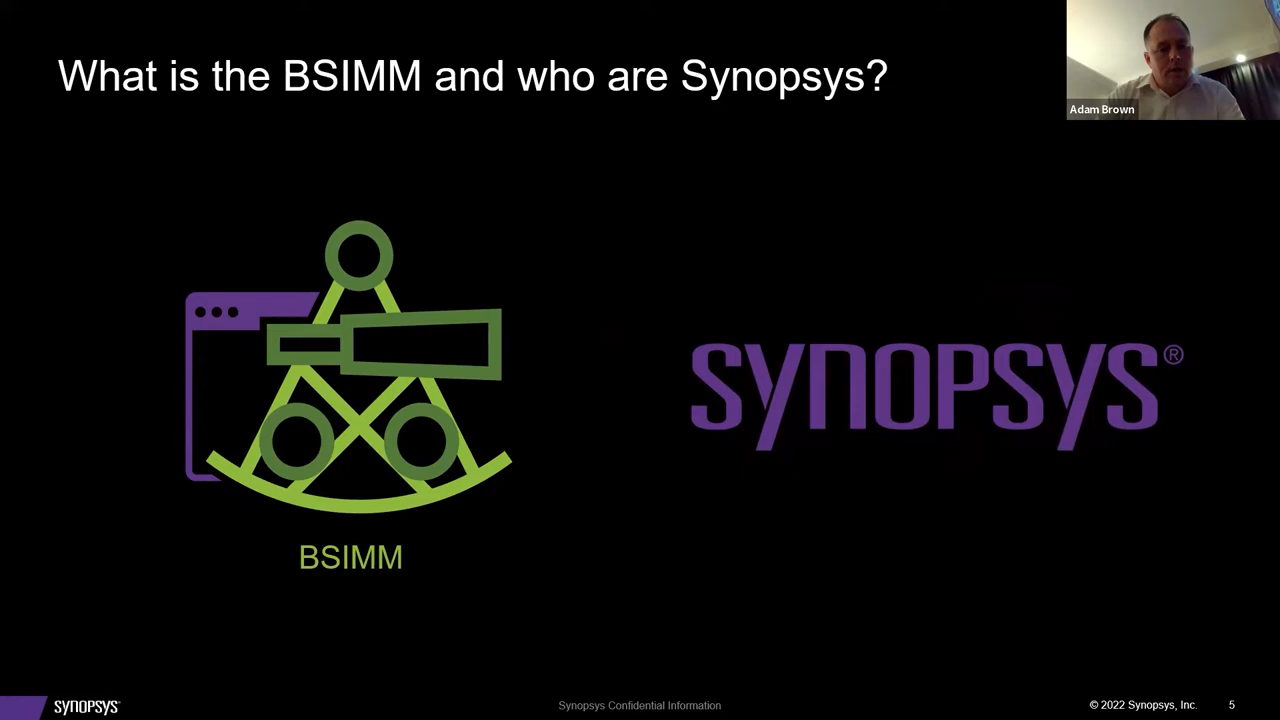 What is the BSIMM and who are Synopsys?
Adam Brown
SYNOPSYS®
BSIMM
SYNOPSYS
Synopsys Confidential Information
© 2022 Synopsys, Inc.
5